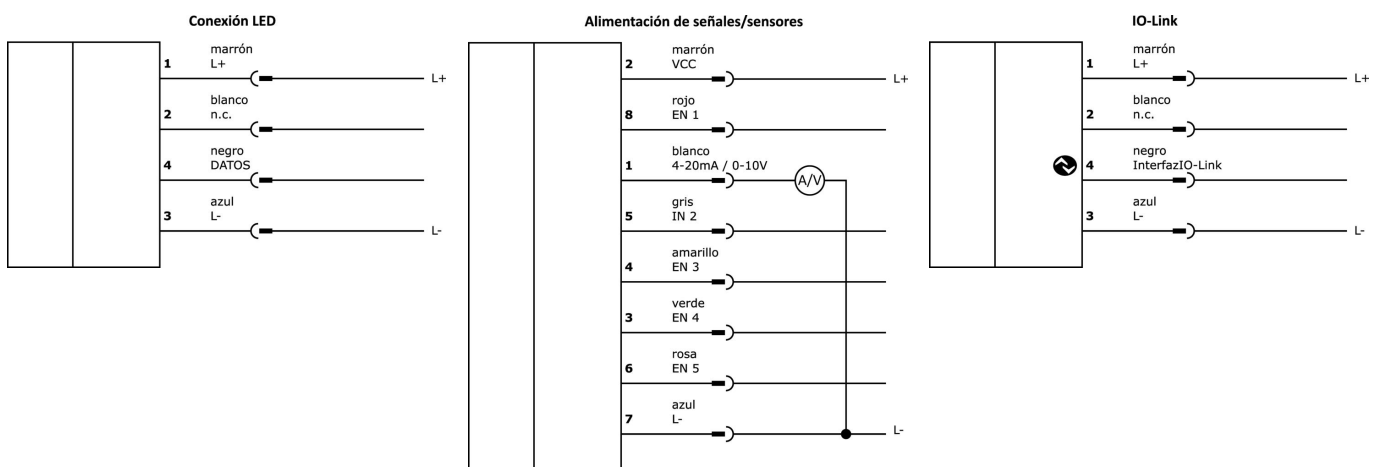 Conexión LED
marrón
1 L+
L+
blanco
2 n.c.
negro
4 DATOS
azul
3 L-
L-
Alimentación de señales/sensores
marrón
2 VCC
L+
rojo
8 EN 1
blanco
1 4-20mA / 0-10V
A/V
gris
5 IN 2
amarillo
4 EN 3
verde
3 EN 4
rosa
6 EN 5
azul
7 L-
L-
IO-Link
marrón
1 L+
L+
blanco
2 n.c.
negro
4 InterfazIO-Link
azul
3 L-
L-